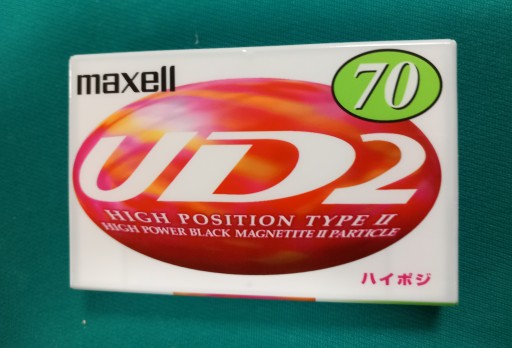 maxell
70
UD2
HIGH POSITION TYPE II
HIGH POWER BLACK MAGNETITE II PARTICLE
ハイポジ